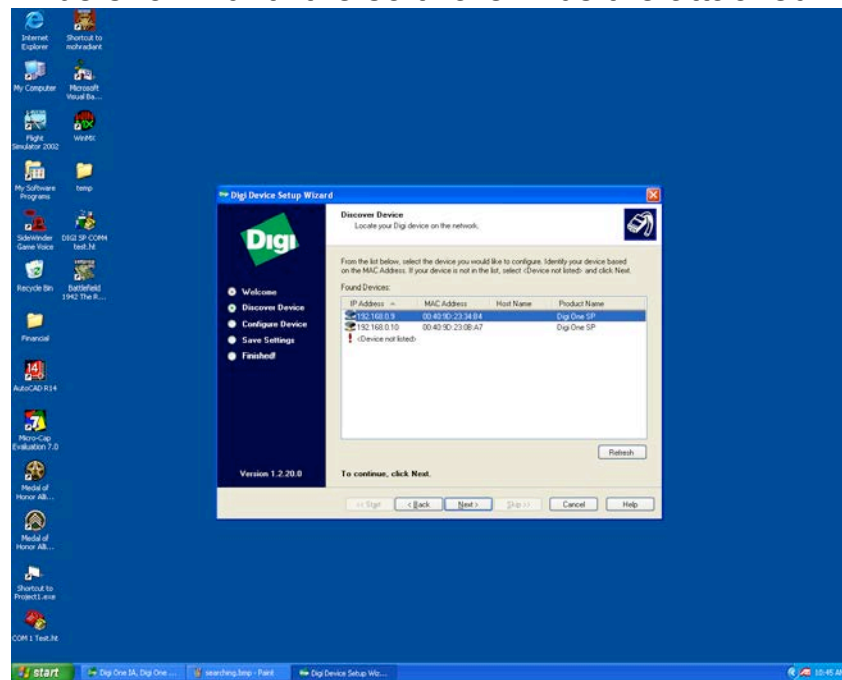 Internet
Explorer
Shortcut to
mohradiant
My Computer
Microsoft
Visual Ba...
Flight
Simulator 2002
WinMX
My Software
Programs
temp
SideWinder
Game Voice
DIGI SP COM4
test.ht
Recycle Bin
Battlefield
1942 The R...
Financial
AutoCAD R14
Micro-Cap
Evaluation 7.0
Medal of
Honor All...
Medal of
Honor All...
Shortcut to
Project1.exe
COM 1 Test.ht
Digi Device Setup Wizard
Digi
Welcome
Discover Device
Configure Device
Save Settings
Finished!
Version 1.2.20.0
Discover Device
Locate your Digi device on the network.
From the list below, select the device you would like to configure. Identify your device based
on the MAC Address. If your device is not in the list, select <Device not listed> and click Next.
Found Devices:
IP Address MAC Address Host Name Product Name
192.168.0.9 00:40:9D:23:34:B4 Digi One SP
192.168.0.10 00:40:9D:23:0B:A7 Digi One SP
<Device not listed>
Refresh
To continue, click Next.
<< Start < Back Next > Skip >> Cancel Help
start
Digi One IA, Digi One ...
searching.bmp - Paint
Digi Device Setup Wiz...
10:45 AM